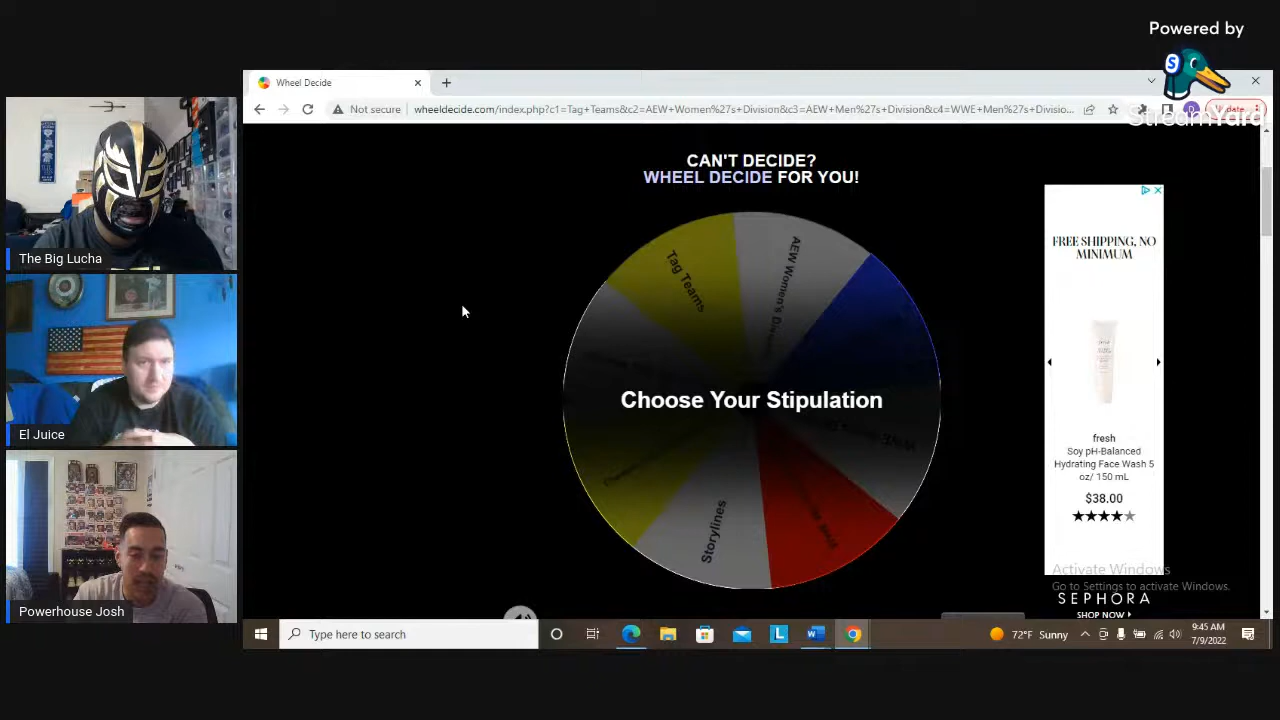 Powered by
StreamYard
Wheel Decide
Not secure
wheeldecide.com/index.php?c1=Tag+Teams&c2=AEW+Women%27s+Division&c3=AEW+Men%27s+Division&c4=WWE+Men%27s+Divisio...
CAN'T DECIDE?
WHEEL DECIDE FOR YOU!
Tag Teams
AEW Women's
Choose Your Stipulation
Storylines
FREE SHIPPING, NO
MINIMUM
fresh
Soy pH-Balanced
Hydrating Face Wash 5
oz/ 150 mL
$38.00
SEPHORA
SHOP NOW
Activate Windows
Go to Settings to activate Windows.
The Big Lucha
El Juice
Powerhouse Josh
Type here to search
72°F Sunny
9:45 AM
7/9/2022